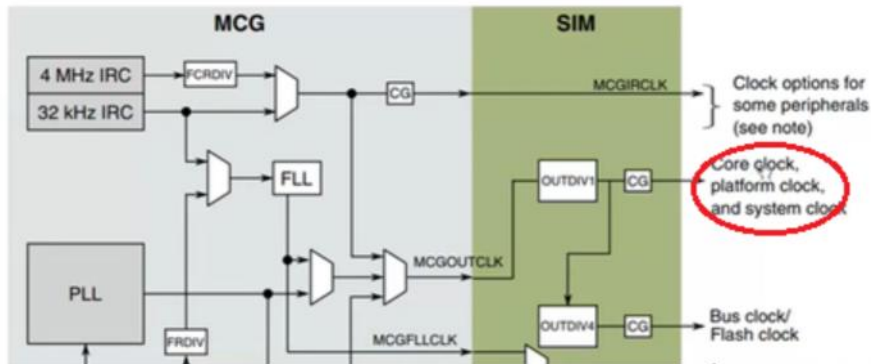 MCG
SIM
4 MHz IRC
FCRDIV
32 kHz IRC
CG
MCGIRCLK
Clock options for
some peripherals
(see note)
FLL
OUTDIV1
CG
Core clock,
platform clock,
and system clock
MCGOUTCLK
PLL
OUTDIV4
CG
Bus clock/
Flash clock
FRDIV
MCGFLLCLK